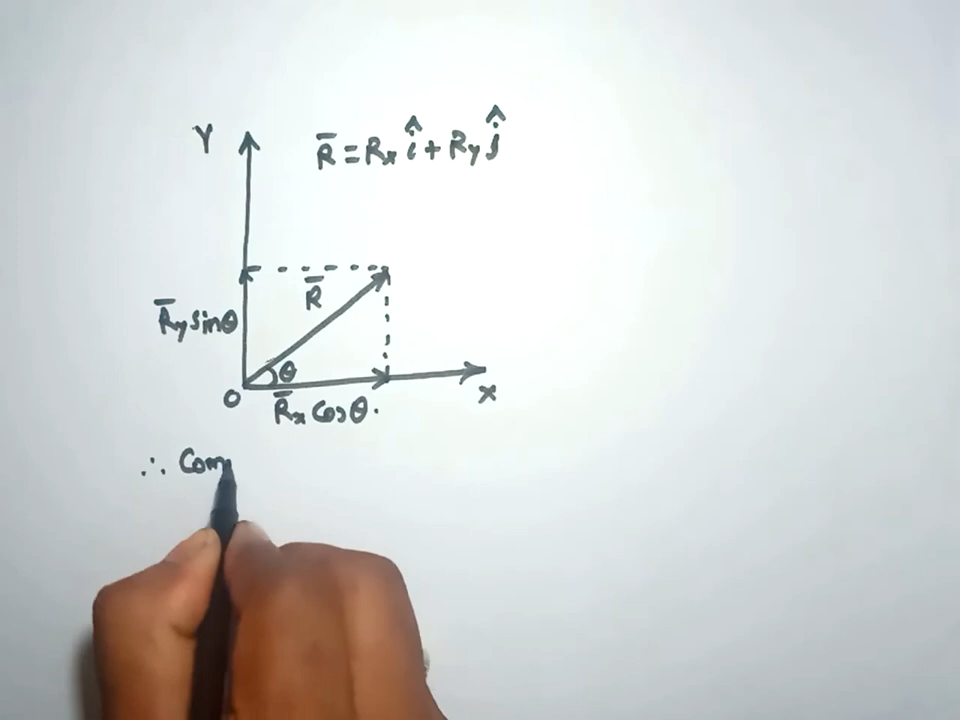 Y
R̄ = Rx î + Ry ĵ
R̄
R̄y sinθ
θ
O
X
R̄x Cosθ.
∴ Com